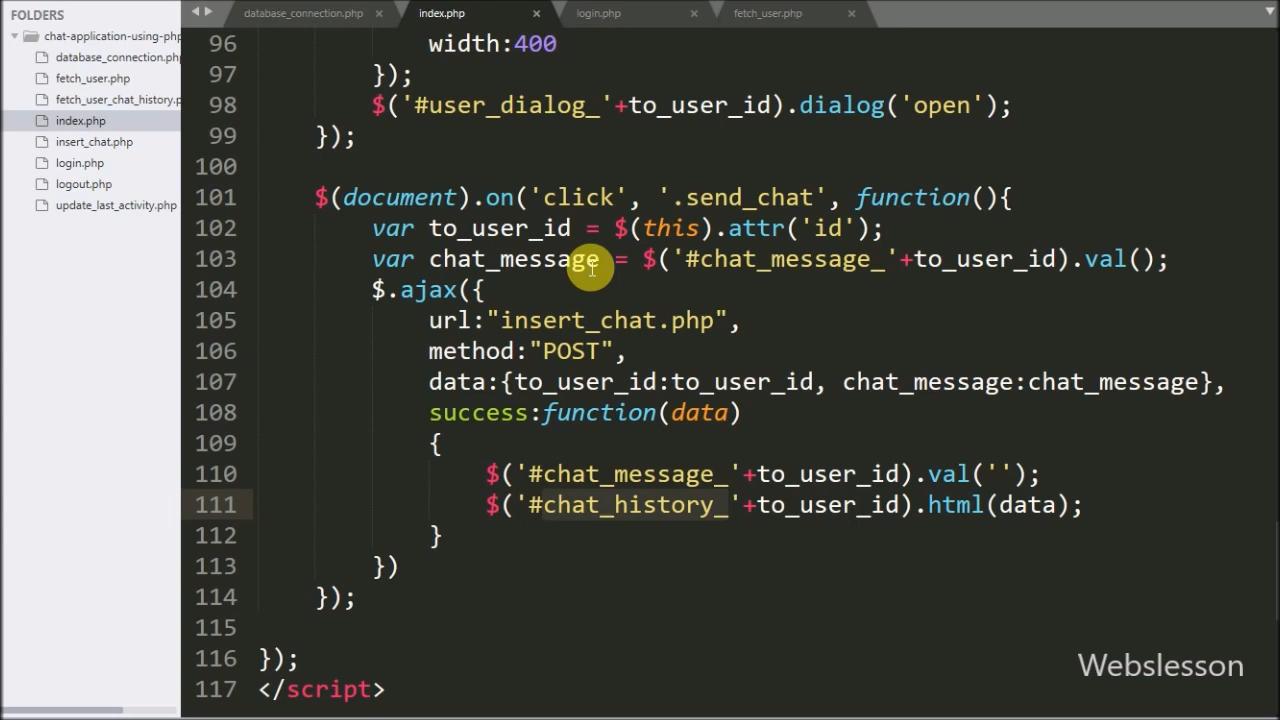 FOLDERS
chat-application-using-php
database_connection.php
fetch_user.php
fetch_user_chat_history.p
index.php
insert_chat.php
login.php
logout.php
update_last_activity.php
database_connection.php × index.php × login.php × fetch_user.php ×
96 width:400
97 });
98 $('#user_dialog_'+to_user_id).dialog('open');
99 });
100
101 $(document).on('click', '.send_chat', function(){
102 var to_user_id = $(this).attr('id');
103 var chat_message = $('#chat_message_'+to_user_id).val();
104 $.ajax({
105 url:"insert_chat.php",
106 method:"POST",
107 data:{to_user_id:to_user_id, chat_message:chat_message},
108 success:function(data)
109 {
110 $('#chat_message_'+to_user_id).val('');
111 $('#chat_history_'+to_user_id).html(data);
112 }
113 })
114 });
115
116 });
117 </script>
Webslesson